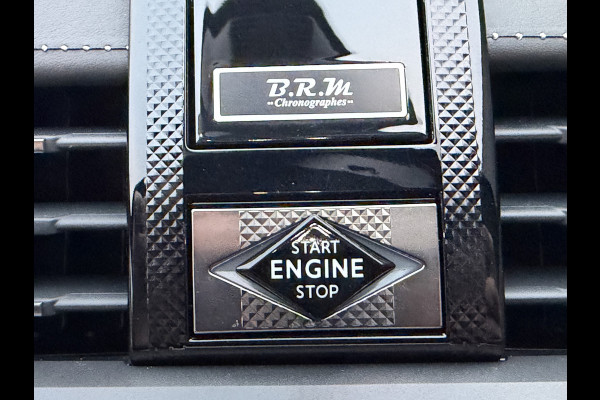 B.R.M
-Chronographes-
START
ENGINE
STOP